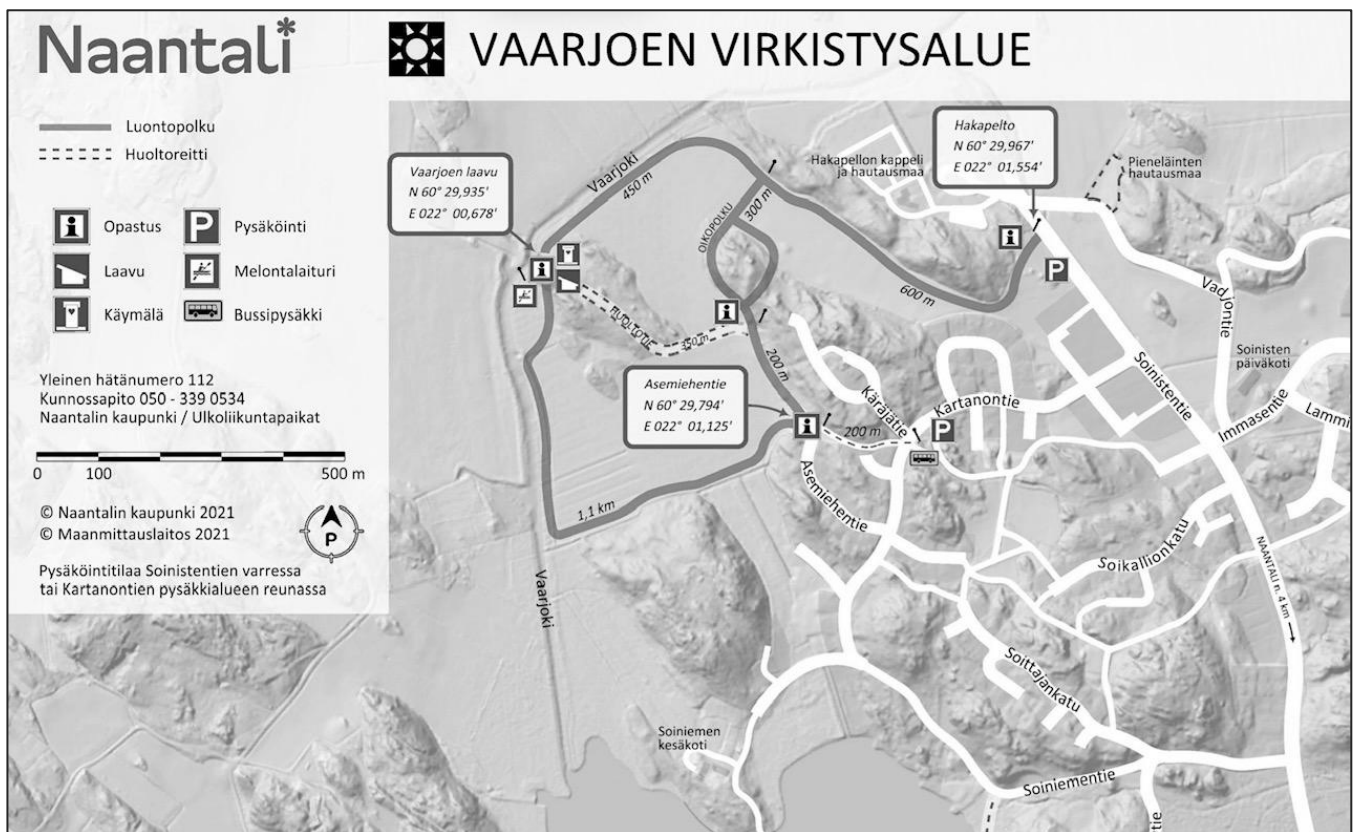 Naantali*
VAARJOEN VIRKISTYSALUE
Luontopolku
Huoltoreitti
i Opastus
P Pysäköinti
Laavu
Melontalaituri
Käymälä
Bussipysäkki
Yleinen hätänumero 112
Kunnossapito 050 - 339 0534
Naantalin kaupunki / Ulkoliikuntapaikat
0 100 500 m
© Naantalin kaupunki 2021
© Maanmittauslaitos 2021
P
Pysäköintitilaa Soinistentien varressa
tai Kartanontien pysäkkialueen reunassa
Vaarjoen laavu
N 60° 29,935'
E 022° 00,678'
Vaarjoki
450 m
Hakapellon kappeli
ja hautausmaa
Hakapelto
N 60° 29,967'
E 022° 01,554'
Pieneläinten
hautausmaa
OIKOPOLKU
300 m
600 m
i
P
i
i
HUOLTOTIE
350 m
200 m
Vadjontie
Soinisten
päiväkoti
Asemiehentie
N 60° 29,794'
E 022° 01,125'
Kärajätie
Kartanontie
Soinistentie
Immasentie
Lammi
i
200 m
P
Asemiehentie
1,1 km
Vaarjoki
Soikallionkatu
NAANTALI n. 4 km
Soittajankatu
Soiniemen
kesäkoti
Soiniementie